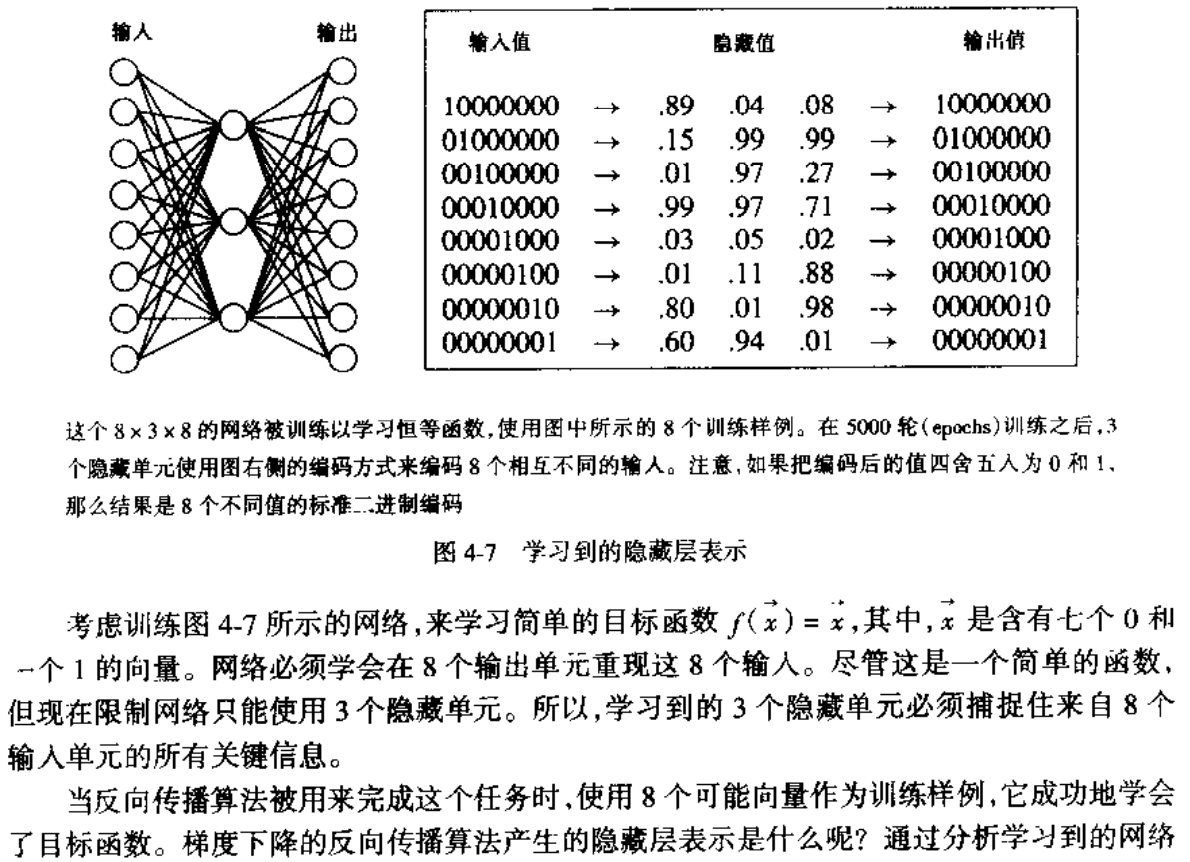 输入 输出
输入值 隐藏值 输出值
10000000 → .89 .04 .08 → 10000000
01000000 → .15 .99 .99 → 01000000
00100000 → .01 .97 .27 → 00100000
00010000 → .99 .97 .71 → 00010000
00001000 → .03 .05 .02 → 00001000
00000100 → .01 .11 .88 → 00000100
00000010 → .80 .01 .98 → 00000010
00000001 → .60 .94 .01 → 00000001
这个 8×3×8 的网络被训练以学习恒等函数,使用图中所示的 8 个训练样例。在 5000 轮(epochs)训练之后,3
个隐藏单元使用图右侧的编码方式来编码 8 个相互不同的输入。注意,如果把编码后的值四舍五入为 0 和 1,
那么结果是 8 个不同值的标准二进制编码
图 4-7 学习到的隐藏层表示
考虑训练图 4-7 所示的网络,来学习简单的目标函数 f(x⃗) = x⃗,其中,x⃗ 是含有七个 0 和
一个 1 的向量。网络必须学会在 8 个输出单元重现这 8 个输入。尽管这是一个简单的函数,
但现在限制网络只能使用 3 个隐藏单元。所以,学习到的 3 个隐藏单元必须捕捉住来自 8 个
输入单元的所有关键信息。
当反向传播算法被用来完成这个任务时,使用 8 个可能向量作为训练样例,它成功地学会
了目标函数。梯度下降的反向传播算法产生的隐藏层表示是什么呢? 通过分析学习到的网络